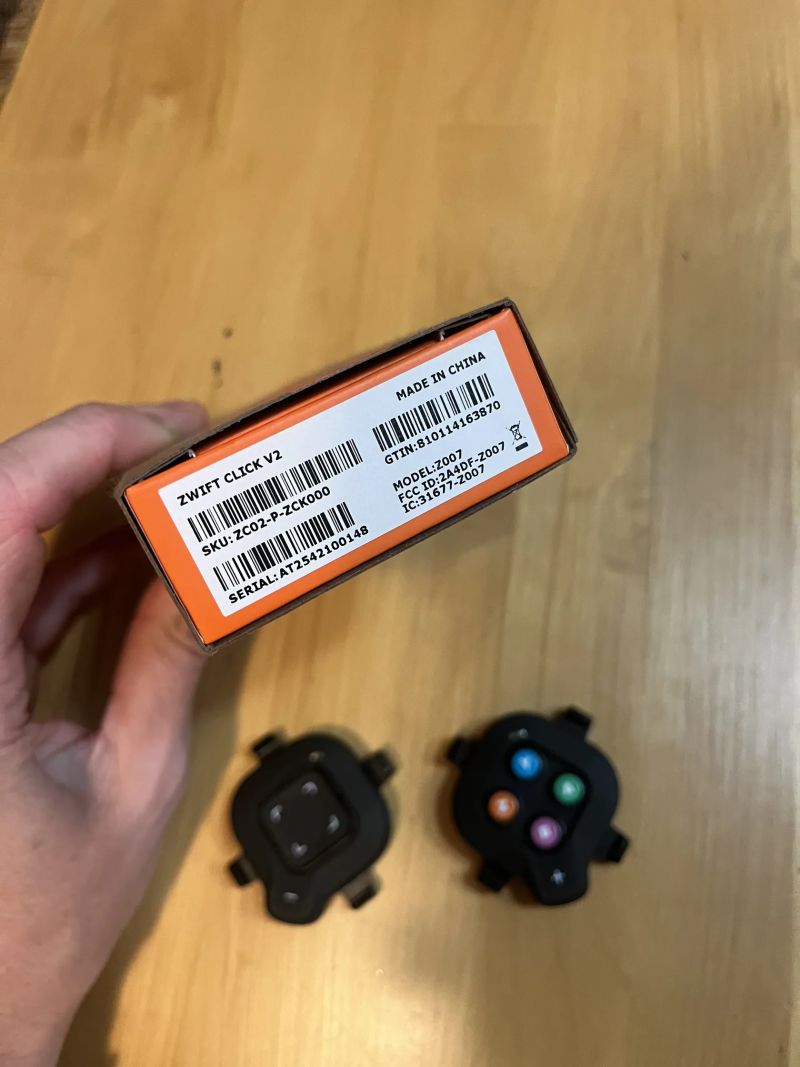 ZWIFT CLICK V2
SKU: ZC02-P-ZCK000
SERIAL: AT2542100148
MADE IN CHINA
GTIN:810114163870
MODEL:Z007
FCC ID:2A4DF-Z007
IC:31677-Z007